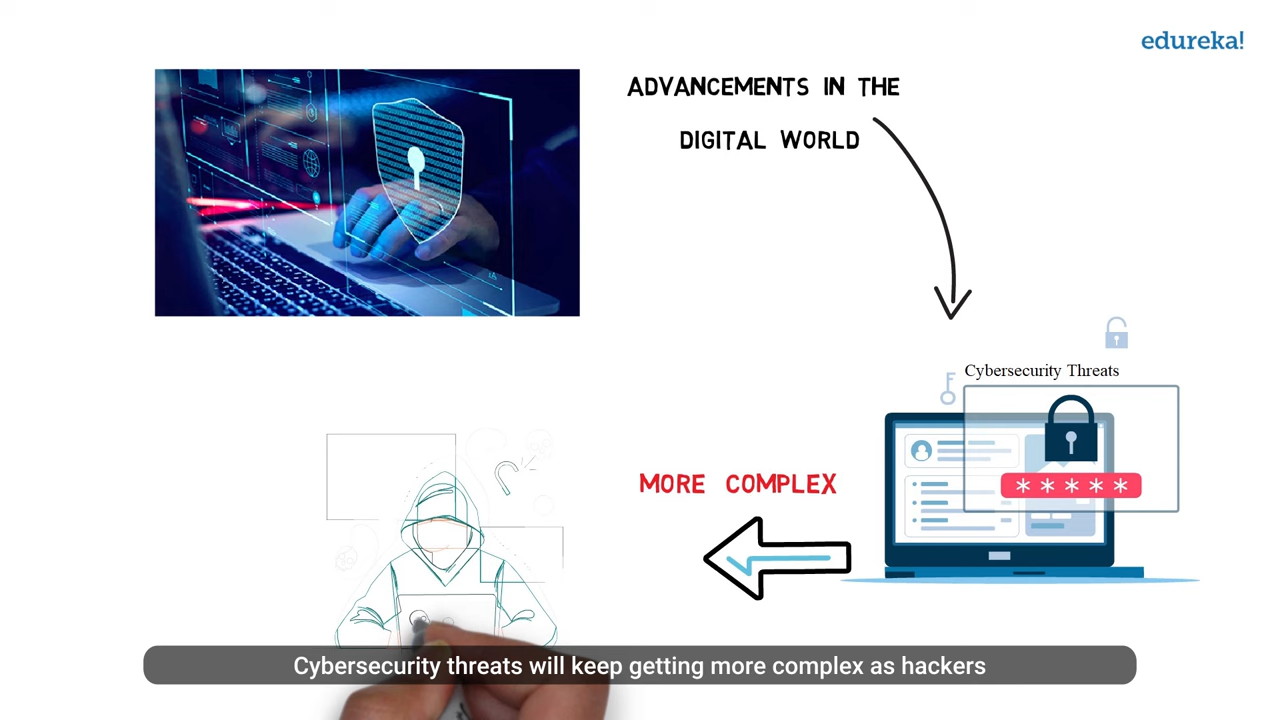 edureka!
ADVANCEMENTS IN THE
DIGITAL WORLD
Cybersecurity Threats
*****
MORE COMPLEX
Cybersecurity threats will keep getting more complex as hackers